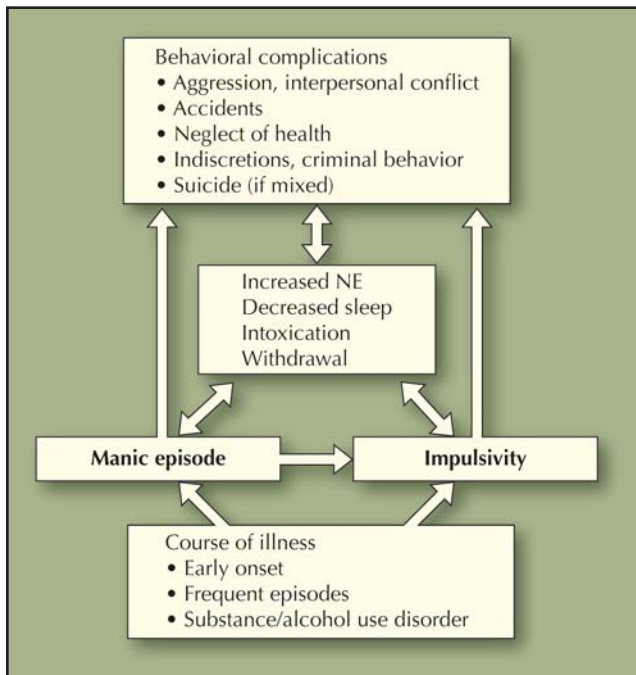 Behavioral complications
• Aggression, interpersonal conflict
• Accidents
• Neglect of health
• Indiscretions, criminal behavior
• Suicide (if mixed)
Increased NE
Decreased sleep
Intoxication
Withdrawal
Manic episode
Impulsivity
Course of illness
• Early onset
• Frequent episodes
• Substance/alcohol use disorder